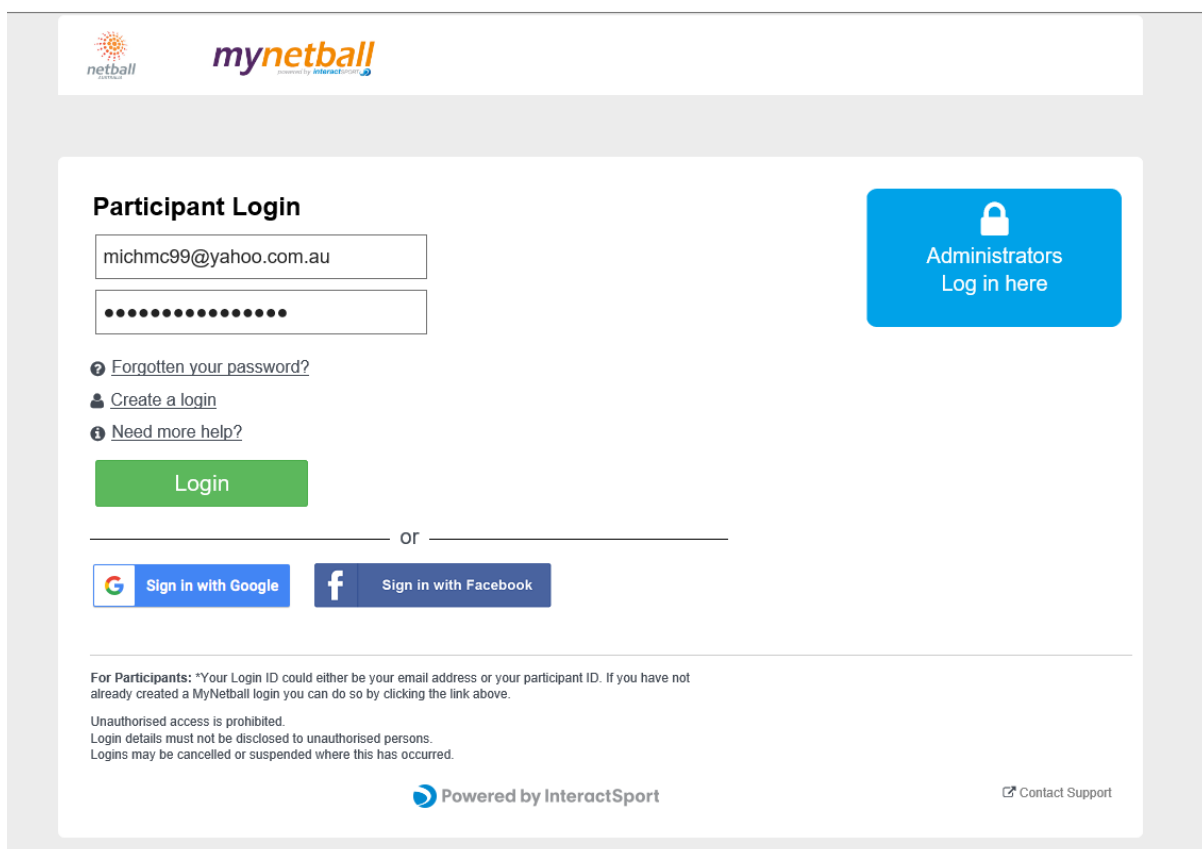 netball
AUSTRALIA
mynetball
powered by interactSPORT
Participant Login
michmc99@yahoo.com.au
••••••••••••••••
Administrators
Log in here
Forgotten your password?
Create a login
Need more help?
Login
or
Sign in with Google
Sign in with Facebook
For Participants: *Your Login ID could either be your email address or your participant ID. If you have not
already created a MyNetball login you can do so by clicking the link above.
Unauthorised access is prohibited.
Login details must not be disclosed to unauthorised persons.
Logins may be cancelled or suspended where this has occurred.
Powered by InteractSport
Contact Support